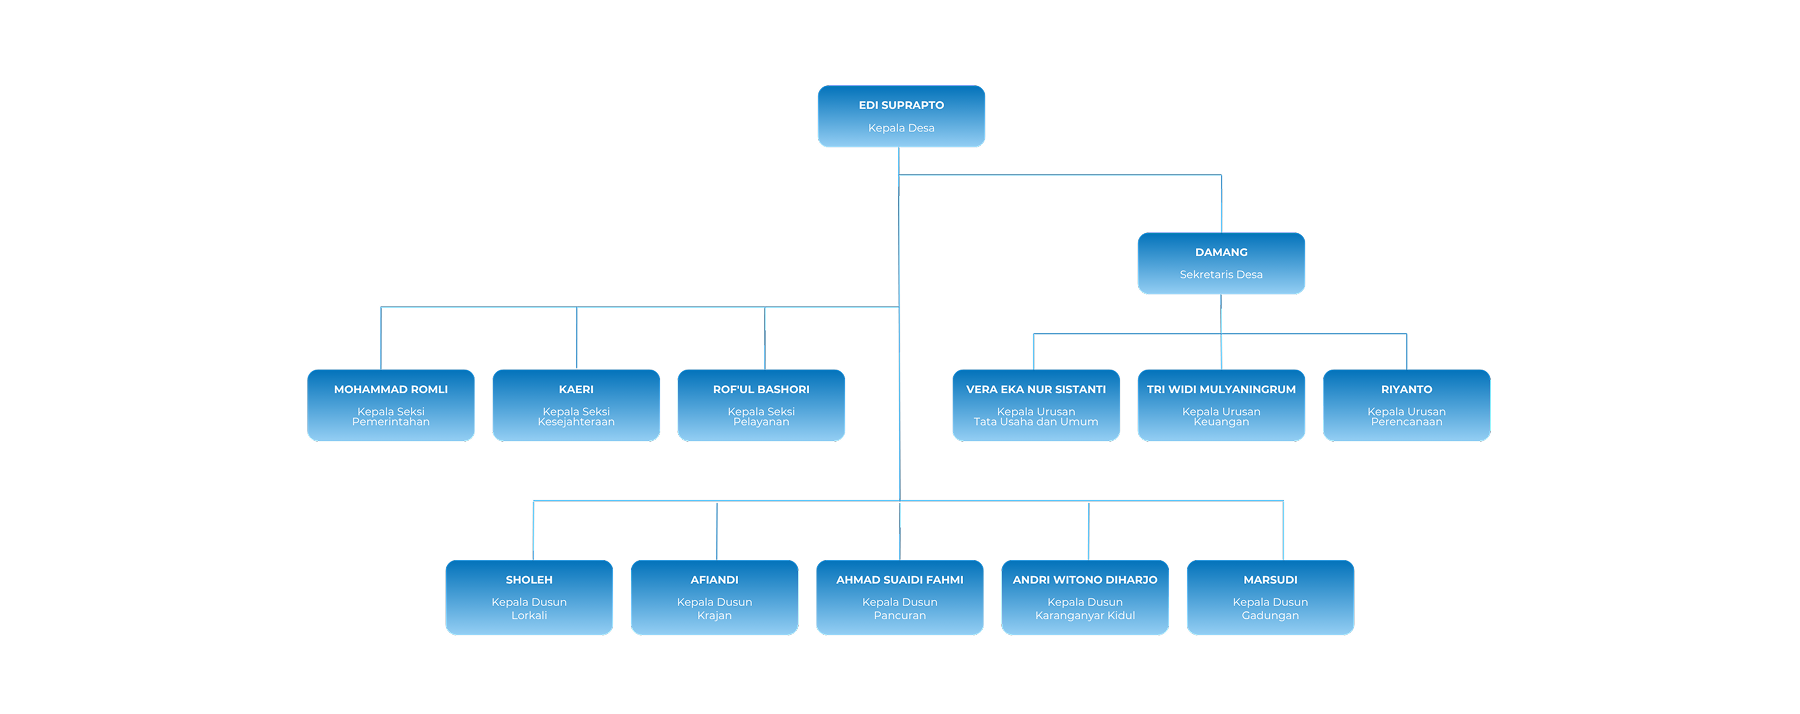 EDI SUPRAPTO
Kepala Desa
DAMANG
Sekretaris Desa
MOHAMMAD ROMLI
Kepala Seksi
Pemerintahan
KAERI
Kepala Seksi
Kesejahteraan
ROF'UL BASHORI
Kepala Seksi
Pelayanan
VERA EKA NUR SISTANTI
Kepala Urusan
Tata Usaha dan Umum
TRI WIDI MULYANINGRUM
Kepala Urusan
Keuangan
RIYANTO
Kepala Urusan
Perencanaan
SHOLEH
Kepala Dusun
Lorkali
AFIANDI
Kepala Dusun
Krajan
AHMAD SUAIDI FAHMI
Kepala Dusun
Pancuran
ANDRI WITONO DIHARJO
Kepala Dusun
Karanganyar Kidul
MARSUDI
Kepala Dusun
Gadungan